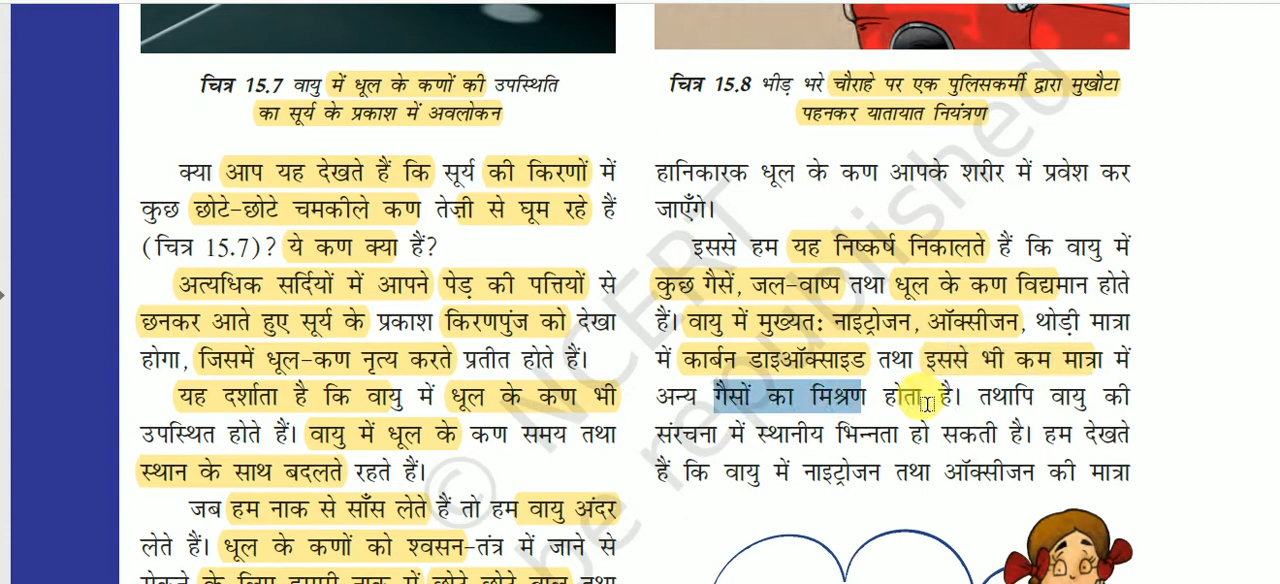 चित्र 15.7 वायु में धूल के कणों की उपस्थिति
का सूर्य के प्रकाश में अवलोकन
क्या आप यह देखते हैं कि सूर्य की किरणों में
कुछ छोटे-छोटे चमकीले कण तेज़ी से घूम रहे हैं
(चित्र 15.7)? ये कण क्या हैं?
अत्यधिक सर्दियों में आपने पेड़ की पत्तियों से
छनकर आते हुए सूर्य के प्रकाश किरणपुंज को देखा
होगा, जिसमें धूल-कण नृत्य करते प्रतीत होते हैं।
यह दर्शाता है कि वायु में धूल के कण भी
उपस्थित होते हैं। वायु में धूल के कण समय तथा
स्थान के साथ बदलते रहते हैं।
जब हम नाक से साँस लेते हैं तो हम वायु अंदर
लेते हैं। धूल के कणों को श्वसन-तंत्र में जाने से
चित्र 15.8 भीड़ भरे चौराहे पर एक पुलिसकर्मी द्वारा मुखौटा
पहनकर यातायात नियंत्रण
हानिकारक धूल के कण आपके शरीर में प्रवेश कर
जाएँगे।
इससे हम यह निष्कर्ष निकालते हैं कि वायु में
कुछ गैसें, जल-वाष्प तथा धूल के कण विद्यमान होते
हैं। वायु में मुख्यत: नाइट्रोजन, ऑक्सीजन, थोड़ी मात्रा
में कार्बन डाइऑक्साइड तथा इससे भी कम मात्रा में
अन्य गैसों का मिश्रण होता है। तथापि वायु की
संरचना में स्थानीय भिन्नता हो सकती है। हम देखते
हैं कि वायु में नाइट्रोजन तथा ऑक्सीजन की मात्रा
© NCERT
be republished